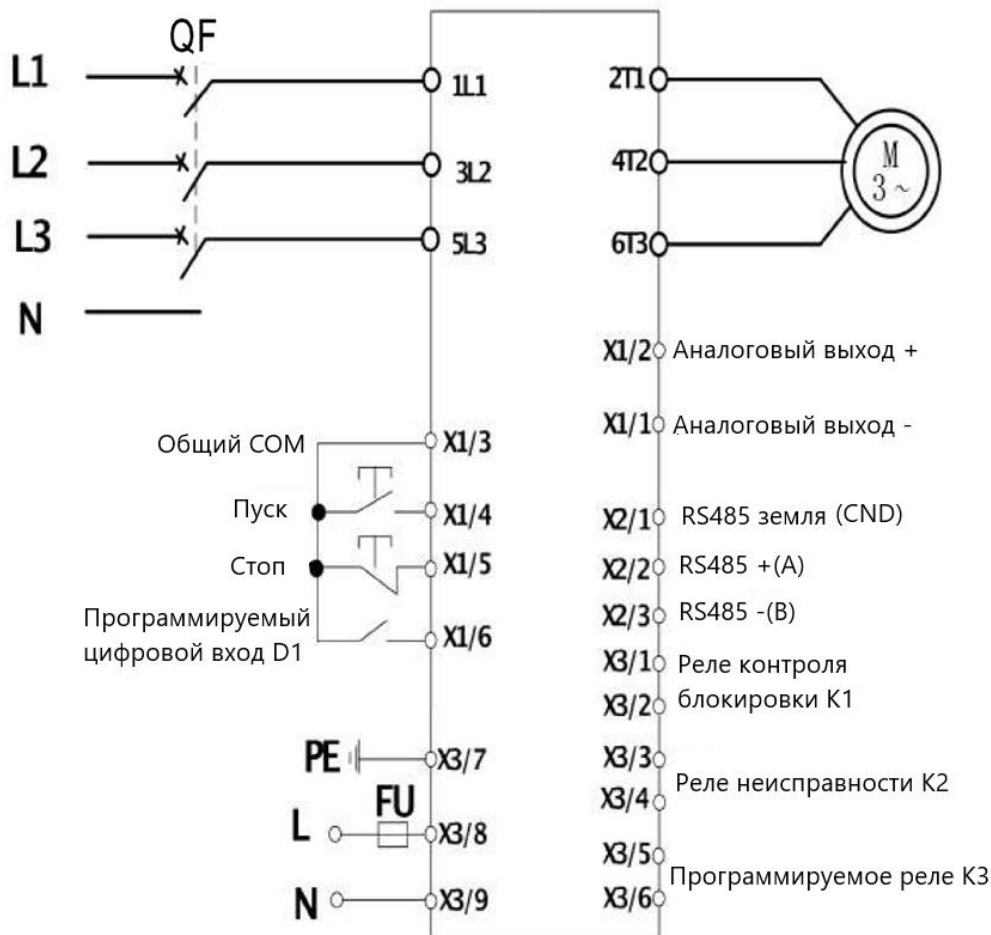 QF
L1
1L1
2T1
L2
3L2
4T2
M
3 ~
L3
5L3
6T3
N
X1/2 Аналоговый выход +
X1/1 Аналоговый выход -
Общий COM
X1/3
Пуск
X1/4
X2/1 RS485 земля (CND)
Стоп
X1/5
X2/2 RS485 +(A)
X2/3 RS485 -(B)
Программируемый
цифровой вход D1
X1/6
X3/1 Реле контроля
X3/2 блокировки К1
PE
X3/7
X3/3
Реле неисправности К2
X3/4
FU
L
X3/8
X3/5
Программируемое реле К3
X3/6
N
X3/9